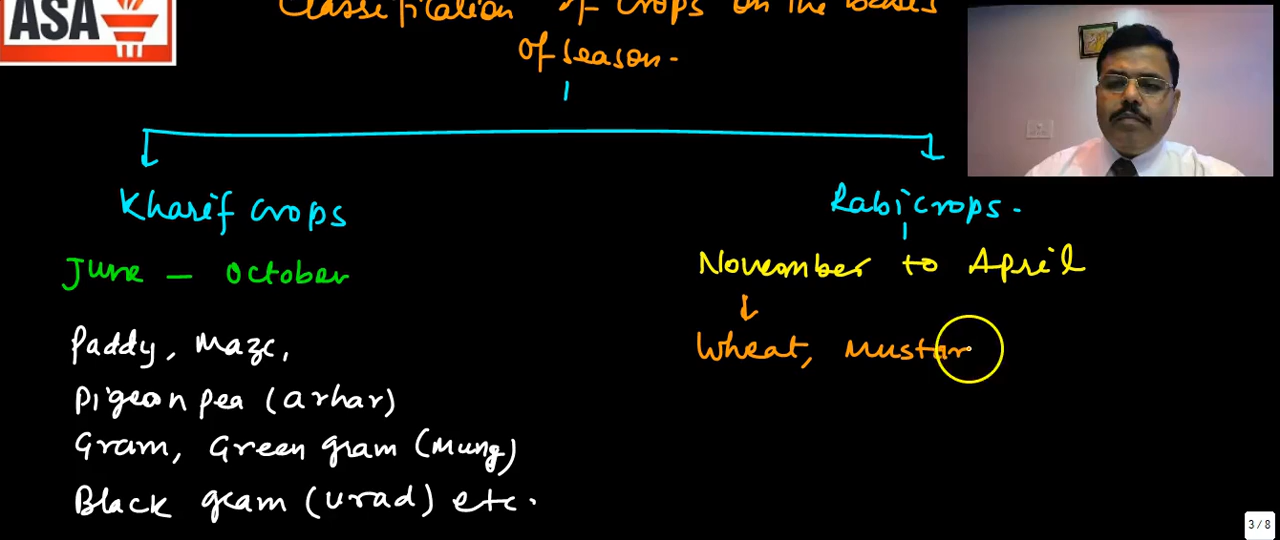 ASA
Classification of crops on the bases
of season.
Kharif crops
Rabi crops.
June - October
November to April
Paddy, Maze,
Wheat, Mustar
Pigeon pea (arhar)
Gram, Green gram (Mung)
Black gram (Urad) etc.
3/8